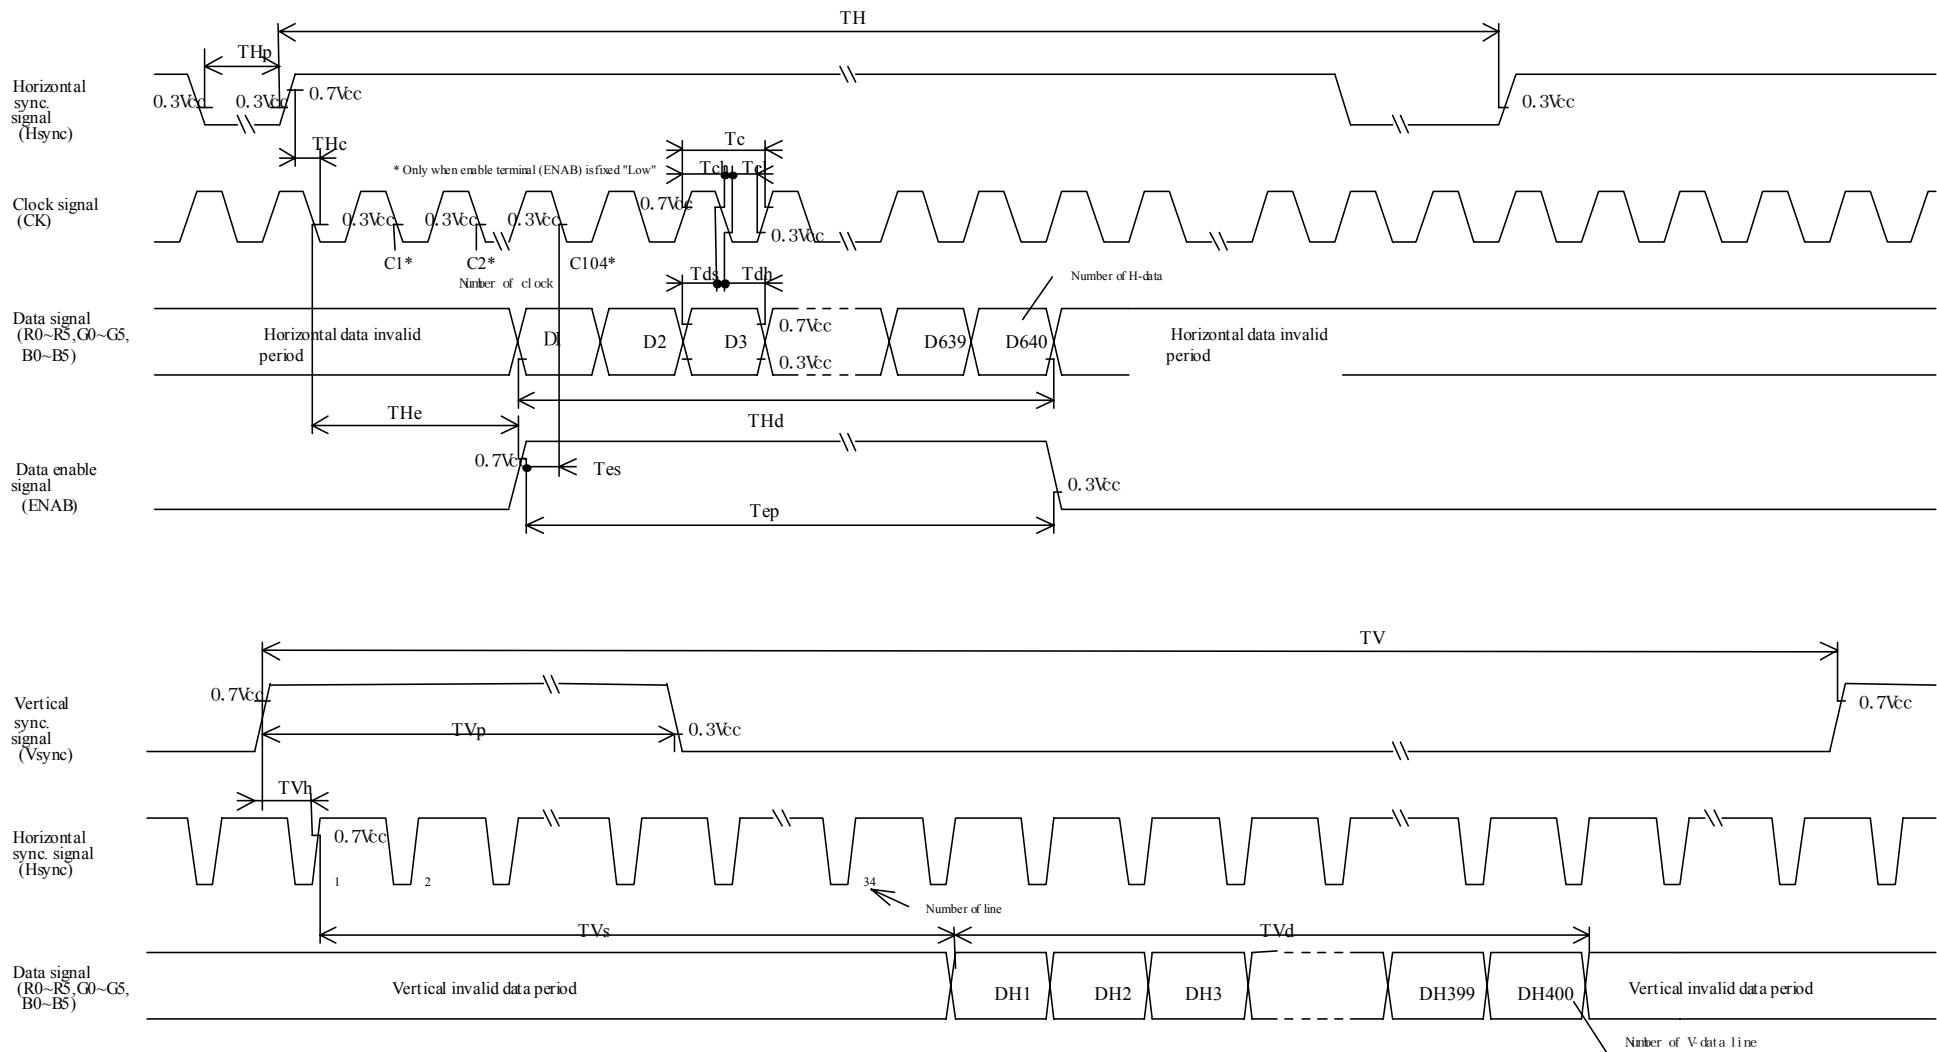 TH
THp
Horizontal
sync.
signal
(Hsync)
0.3Vcc
0.3Vcc
0.7Vcc
0.3Vcc
THc
* Only when enable terminal (ENAB) is fixed "Low"
Tc
Tch
Tcl
Clock signal
(CK)
0.3Vcc
0.3Vcc
0.3Vcc
0.7Vcc
0.3Vcc
C1*
C2*
C104*
Number of clock
Tds
Tdh
Number of H-data
Data signal
(R0~R5,G0~G5,
B0~B5)
Horizontal data invalid
period
D1
D2
D3
0.7Vcc
0.3Vcc
D639
D640
Horizontal data invalid
period
THe
THd
Data enable
signal
(ENAB)
0.7Vcc
Tes
0.3Vcc
Tep
TV
Vertical
sync.
signal
(Vsync)
0.7Vcc
TVp
0.3Vcc
0.7Vcc
TVh
Horizontal
sync. signal
(Hsync)
0.7Vcc
1
2
34
Number of line
TVs
TVd
Data signal
(R0~R5,G0~G5,
B0~B5)
Vertical invalid data period
DH1
DH2
DH3
DH399
DH400
Vertical invalid data period
Number of V-data line